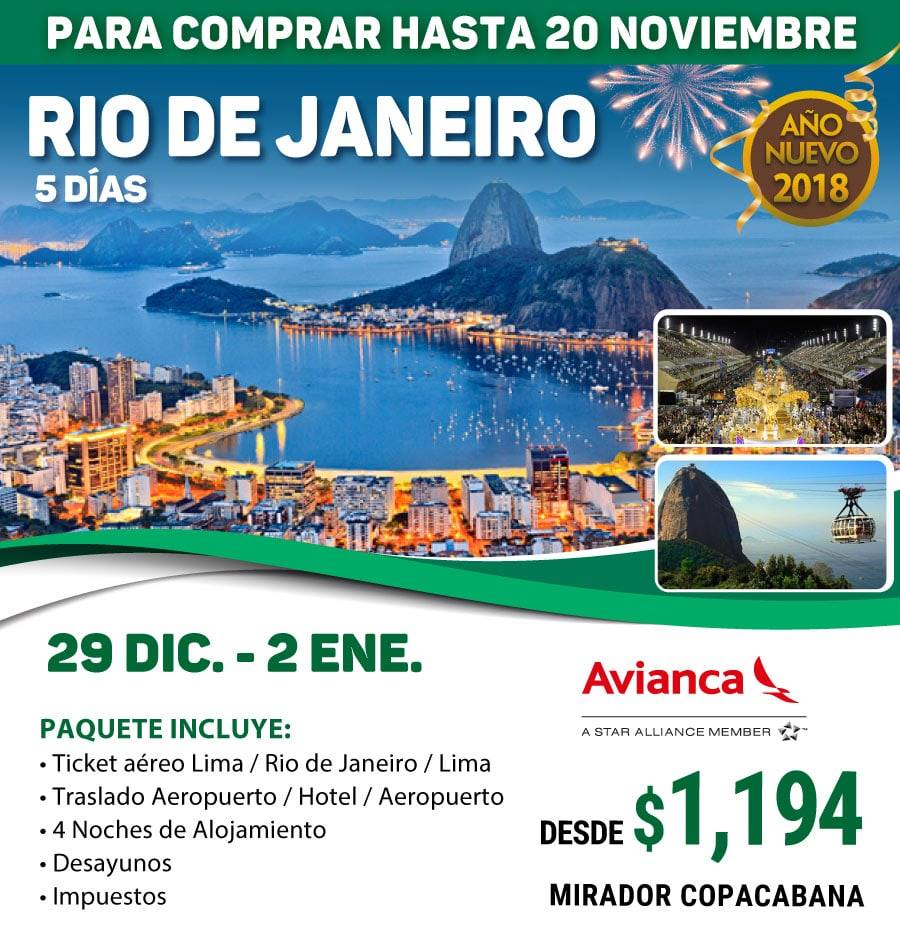 PARA COMPRAR HASTA 20 NOVIEMBRE
RIO DE JANEIRO
5 DÍAS
AÑO
NUEVO
2018
29 DIC. - 2 ENE.
PAQUETE INCLUYE:
• Ticket aéreo Lima / Rio de Janeiro / Lima
• Traslado Aeropuerto / Hotel / Aeropuerto
• 4 Noches de Alojamiento
• Desayunos
• Impuestos
Avianca
A STAR ALLIANCE MEMBER
DESDE $1,194
MIRADOR COPACABANA